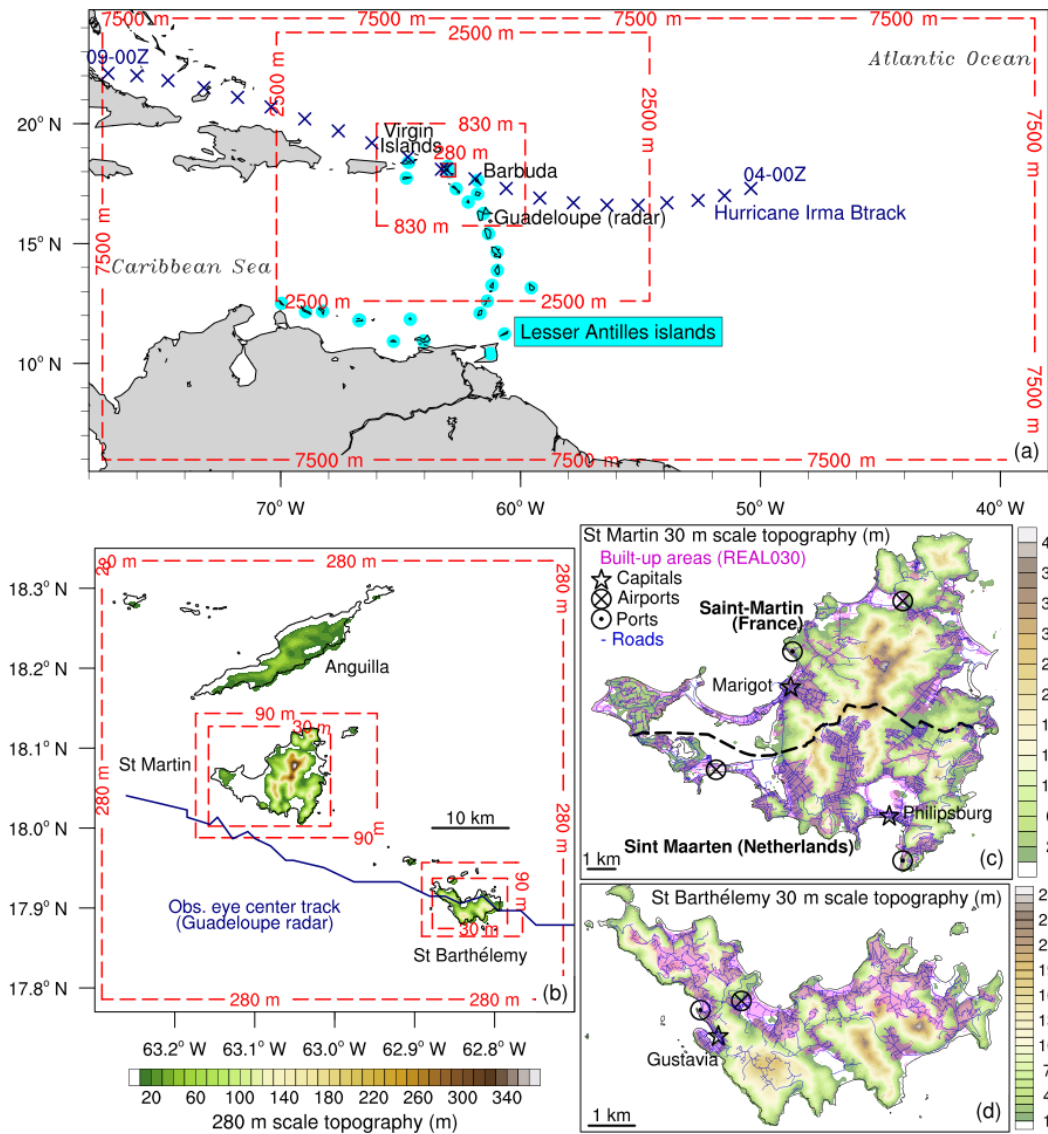 7500 m
7500 m
7500 m
7500 m
2500 m
Atlantic Ocean
09-00Z
2500 m
2500 m
20° N
Virgin
Islands
830 m
280 m
Barbuda
04-00Z
Hurricane Irma Btrack
Guadeloupe (radar)
830 m
15° N
7500 m
Caribbean Sea
2500 m
2500 m
Lesser Antilles islands
10° N
7500 m
7500 m
7500 m
7500 m
(a)
70° W
60° W
50° W
40° W
280 m
280 m
280 m
18.3° N
280 m
18.2° N
Anguilla
90 m
30 m
18.1° N
St Martin
280 m
280 m
18.0° N
90 m
10 km
90 m
17.9° N
Obs. eye center track
(Guadeloupe radar)
30 m
St Barthélemy
17.8° N
280 m
280 m
(b)
63.2° W
63.1° W
63.0° W
62.9° W
62.8° W
20 60 100 140 180 220 260 300 340
280 m scale topography (m)
St Martin 30 m scale topography (m)
Built-up areas (REAL030)
Capitals
Airports
Ports
- Roads
Saint-Martin
(France)
Marigot
Philipsburg
Sint Maarten (Netherlands)
1 km
(c)
St Barthélemy 30 m scale topography (m)
Gustavia
1 km
(d)